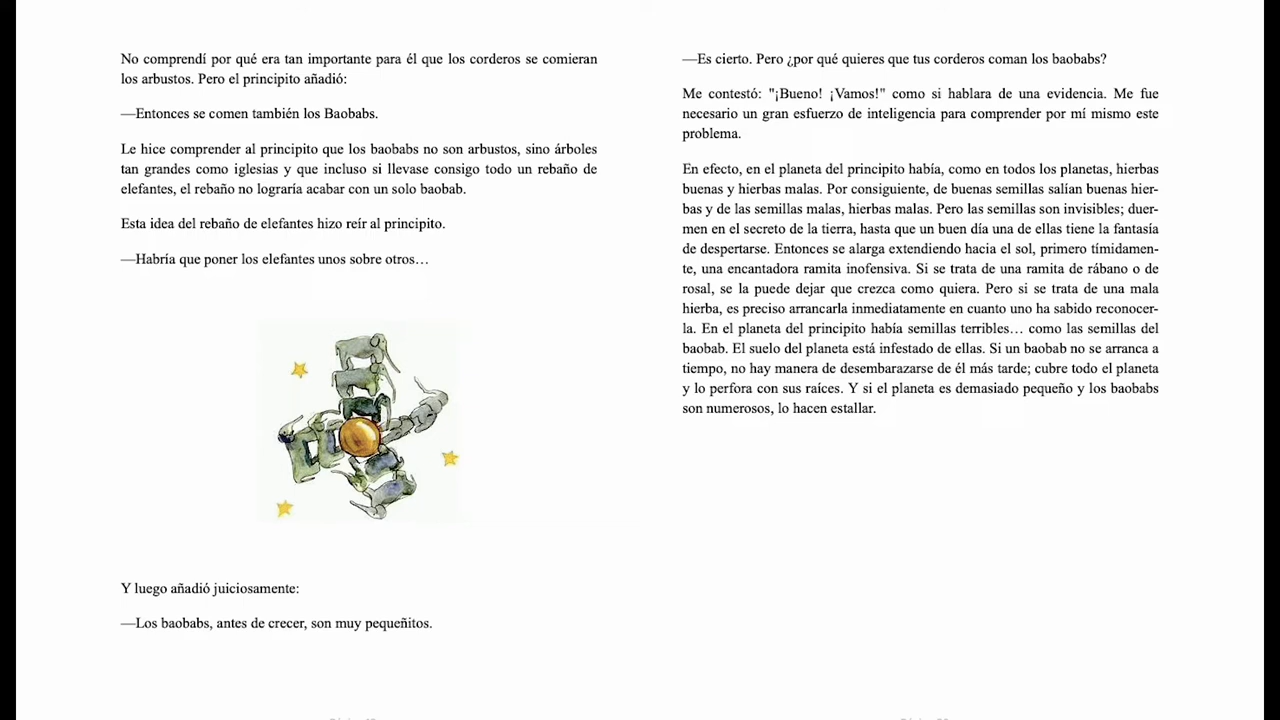 No comprendí por qué era tan importante para él que los corderos se comieran
los arbustos. Pero el principito añadió:
—Entonces se comen también los Baobabs.
Le hice comprender al principito que los baobabs no son arbustos, sino árboles
tan grandes como iglesias y que incluso si llevase consigo todo un rebaño de
elefantes, el rebaño no lograría acabar con un solo baobab.
Esta idea del rebaño de elefantes hizo reír al principito.
—Habría que poner los elefantes unos sobre otros…
Y luego añadió juiciosamente:
—Los baobabs, antes de crecer, son muy pequeñitos.
—Es cierto. Pero ¿por qué quieres que tus corderos coman los baobabs?
Me contestó: "¡Bueno! ¡Vamos!" como si hablara de una evidencia. Me fue
necesario un gran esfuerzo de inteligencia para comprender por mí mismo este
problema.
En efecto, en el planeta del principito había, como en todos los planetas, hierbas
buenas y hierbas malas. Por consiguiente, de buenas semillas salían buenas hier-
bas y de las semillas malas, hierbas malas. Pero las semillas son invisibles; duer-
men en el secreto de la tierra, hasta que un buen día una de ellas tiene la fantasía
de despertarse. Entonces se alarga extendiendo hacia el sol, primero tímidamen-
te, una encantadora ramita inofensiva. Si se trata de una ramita de rábano o de
rosal, se la puede dejar que crezca como quiera. Pero si se trata de una mala
hierba, es preciso arrancarla inmediatamente en cuanto uno ha sabido reconocer-
la. En el planeta del principito había semillas terribles… como las semillas del
baobab. El suelo del planeta está infestado de ellas. Si un baobab no se arranca a
tiempo, no hay manera de desembarazarse de él más tarde; cubre todo el planeta
y lo perfora con sus raíces. Y si el planeta es demasiado pequeño y los baobabs
son numerosos, lo hacen estallar.